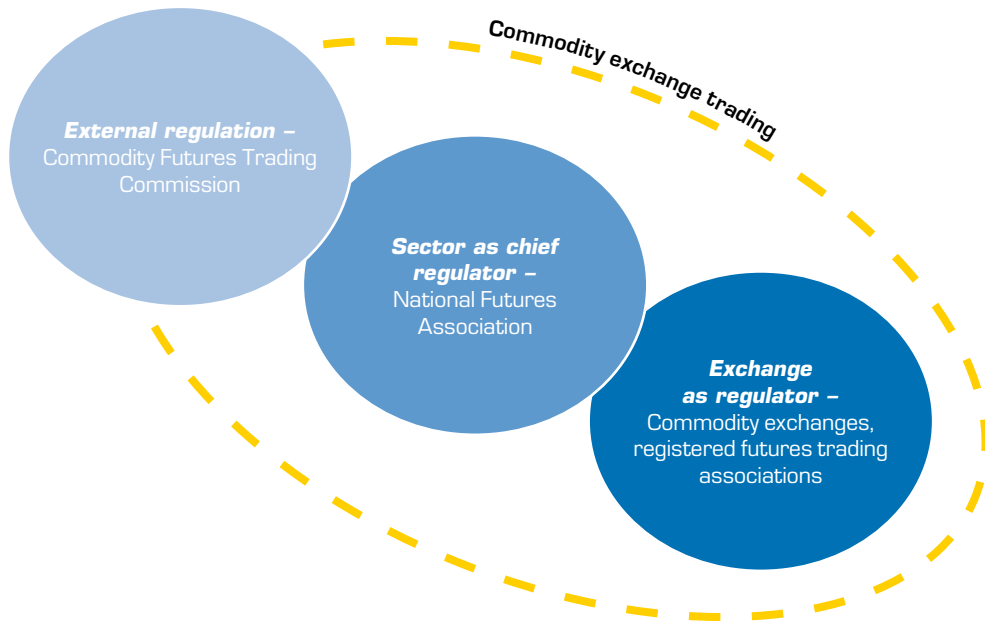 Commodity exchange trading
External regulation –
Commodity Futures Trading
Commission
Sector as chief
regulator –
National Futures
Association
Exchange
as regulator –
Commodity exchanges,
registered futures trading
associations